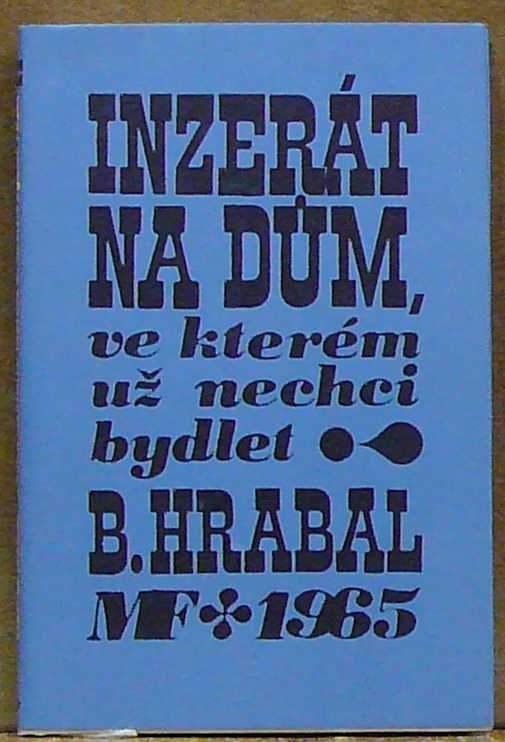 INZERÁT
NA DŮM,
ve kterém
už nechci
bydlet
B. HRABAL
MF 1965